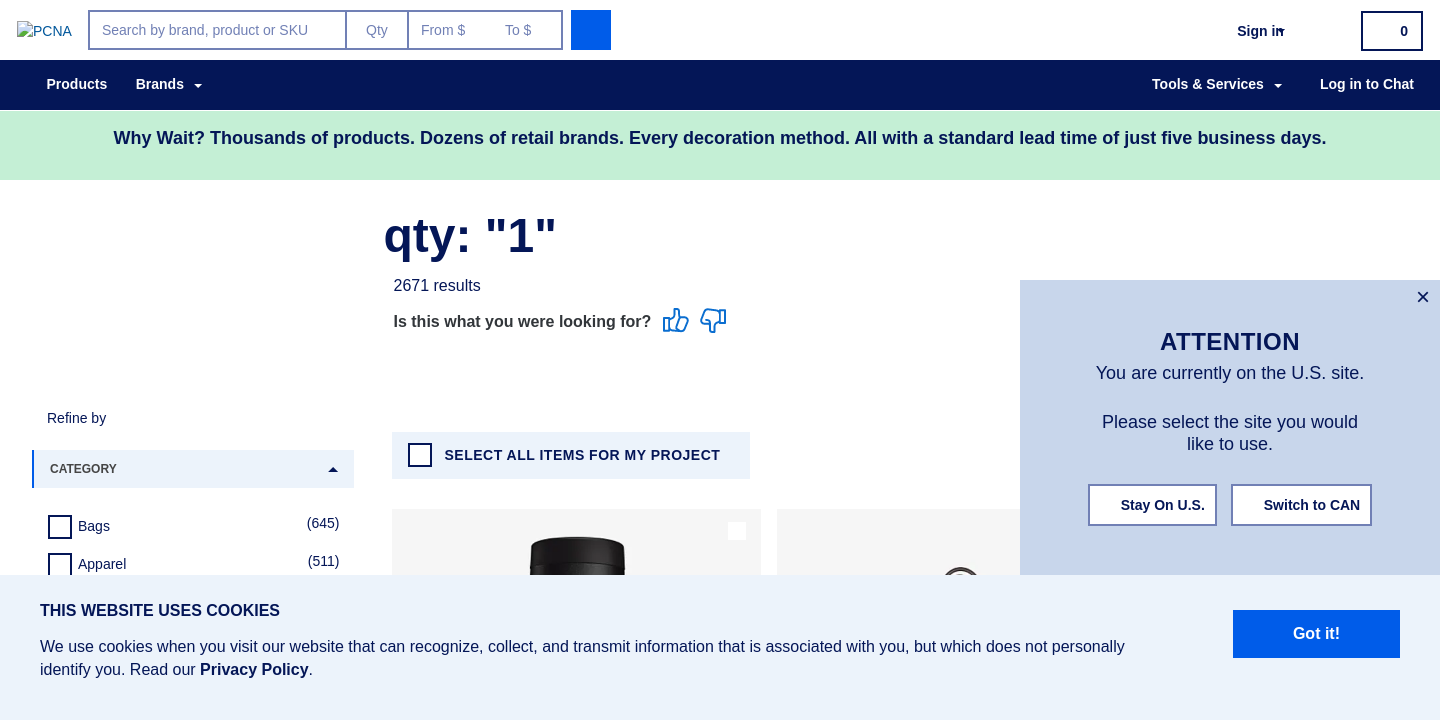 PCNA
Search by brand, product or SKU
Qty
From $
To $
Sign in
0
Products
Brands
Tools & Services
Log in to Chat
Why Wait? Thousands of products. Dozens of retail brands. Every decoration method. All with a standard lead time of just five business days.
qty: "1"
2671 results
Is this what you were looking for?
×
ATTENTION
You are currently on the U.S. site.
Please select the site you would
like to use.
Stay On U.S.
Switch to CAN
Refine by
CATEGORY
Bags
(645)
Apparel
(511)
SELECT ALL ITEMS FOR MY PROJECT
THIS WEBSITE USES COOKIES
We use cookies when you visit our website that can recognize, collect, and transmit information that is associated with you, but which does not personally
identify you. Read our Privacy Policy.
Got it!